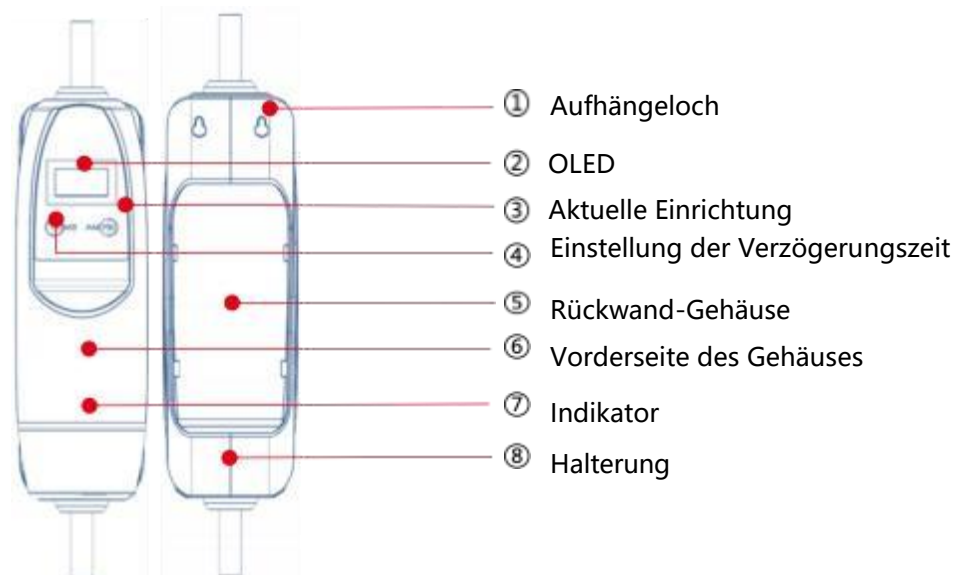 ① Aufhängeloch
② OLED
③ Aktuelle Einrichtung
④ Einstellung der Verzögerungszeit
⑤ Rückwand-Gehäuse
⑥ Vorderseite des Gehäuses
⑦ Indikator
⑧ Halterung